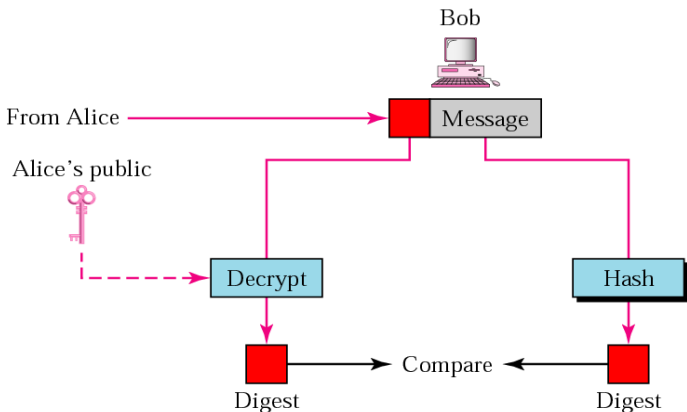 Bob
From Alice
Message
Alice's public
Decrypt
Hash
Compare
Digest
Digest